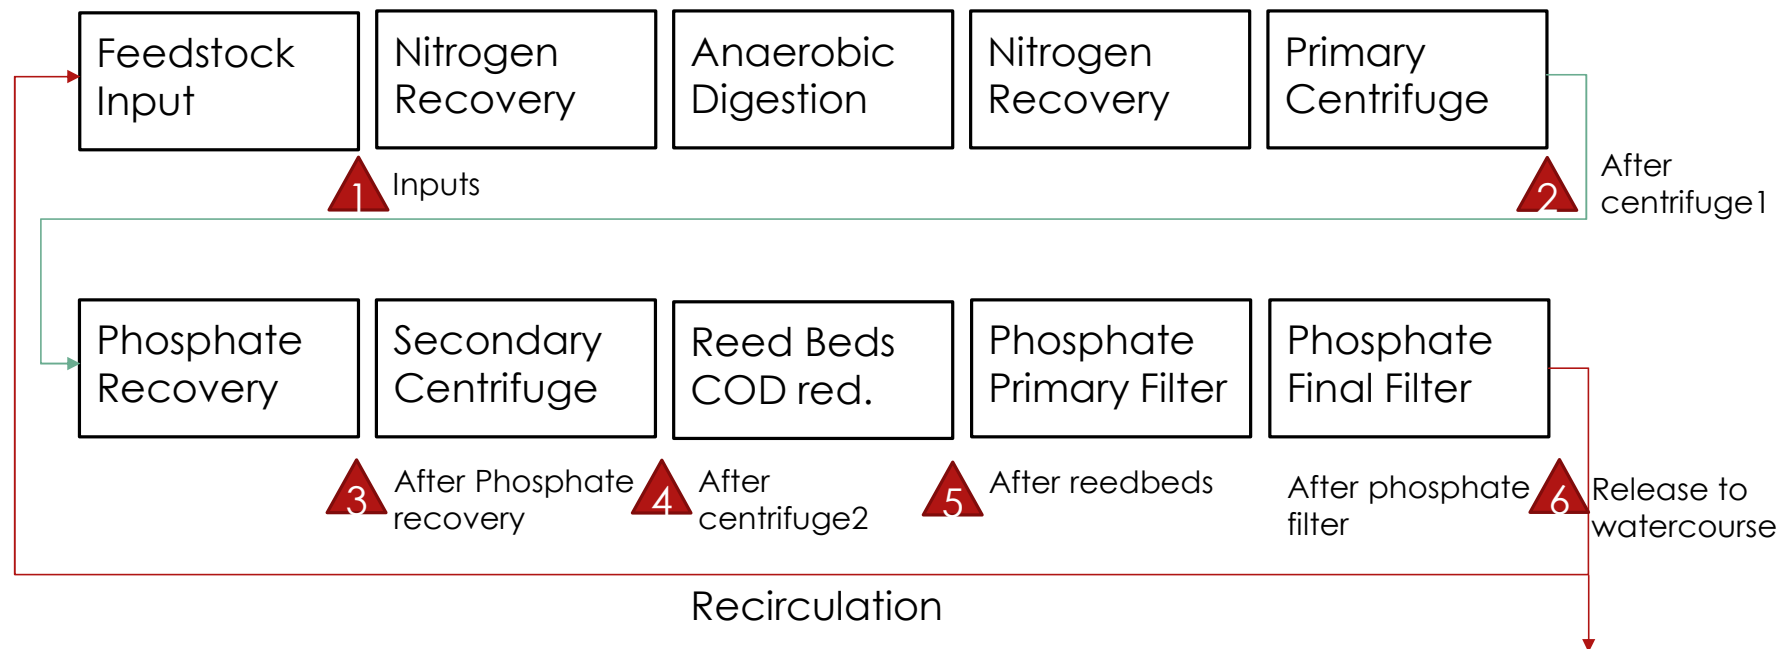 Feedstock
Input
Nitrogen
Recovery
Anaerobic
Digestion
Nitrogen
Recovery
Primary
Centrifuge
1
Inputs
2
After
centrifuge1
Phosphate
Recovery
Secondary
Centrifuge
Reed Beds
COD red.
Phosphate
Primary Filter
Phosphate
Final Filter
3
After Phosphate
recovery
4
After
centrifuge2
5
After reedbeds
After phosphate
filter
6
Release to
watercourse
Recirculation